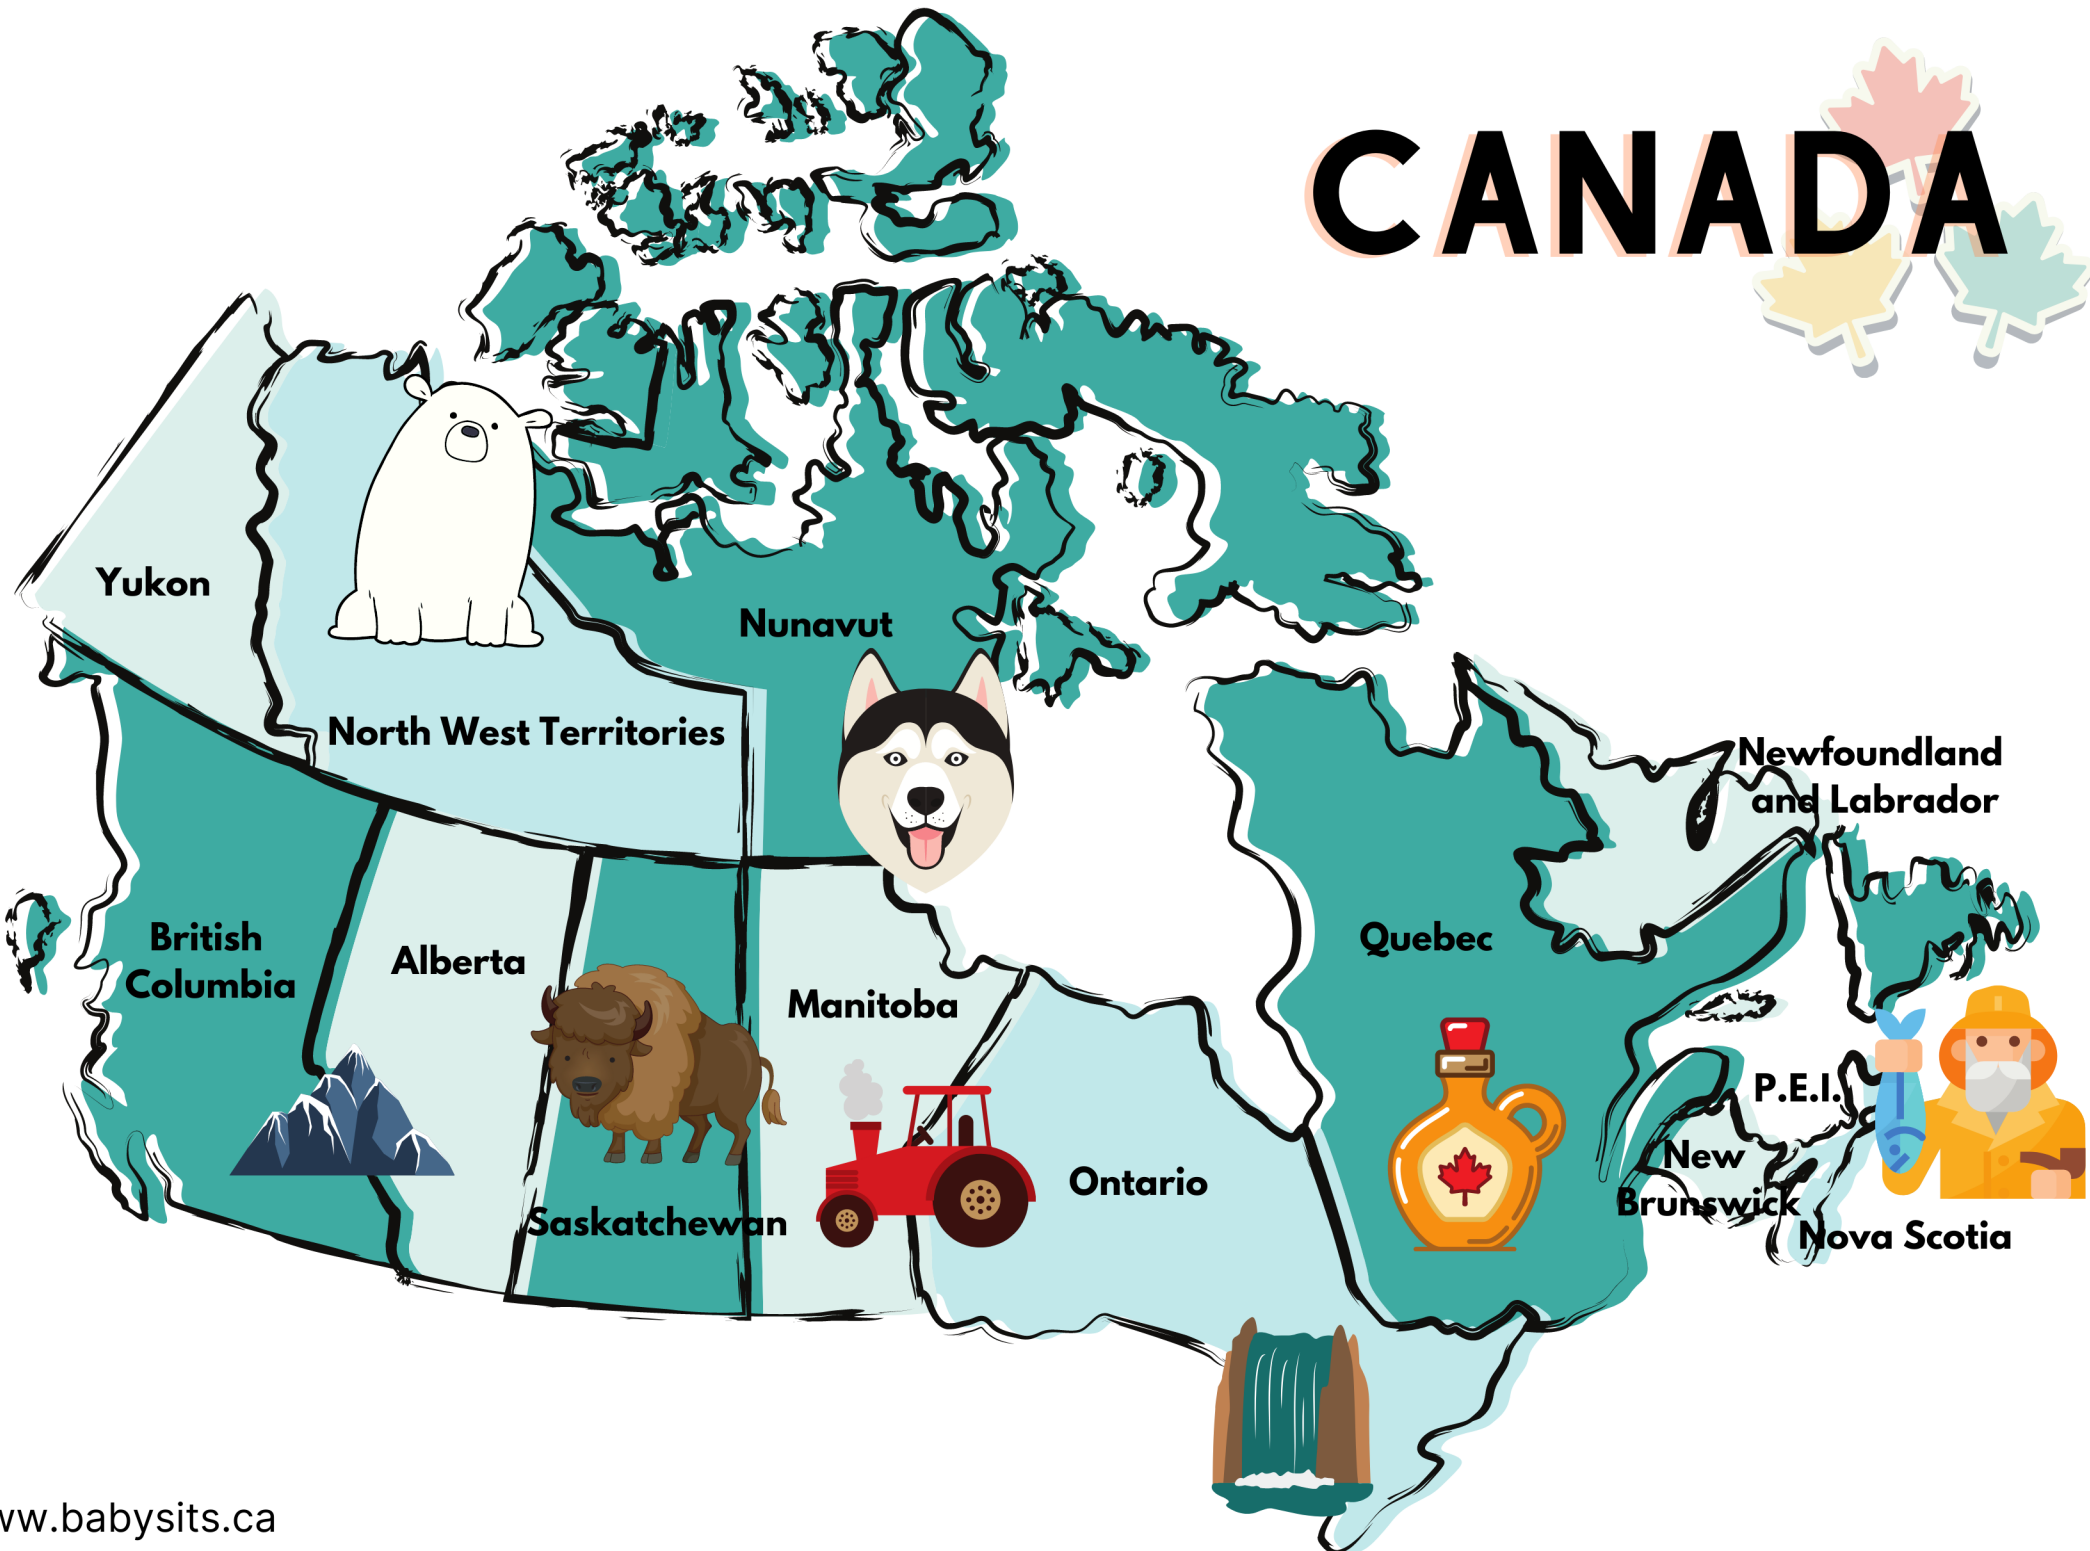 CANADA
Yukon
Nunavut
North West Territories
Newfoundland
and Labrador
British
Columbia
Alberta
Quebec
Manitoba
P.E.I.
New
Brunswick
Ontario
Saskatchewan
Nova Scotia
ww.babysits.ca